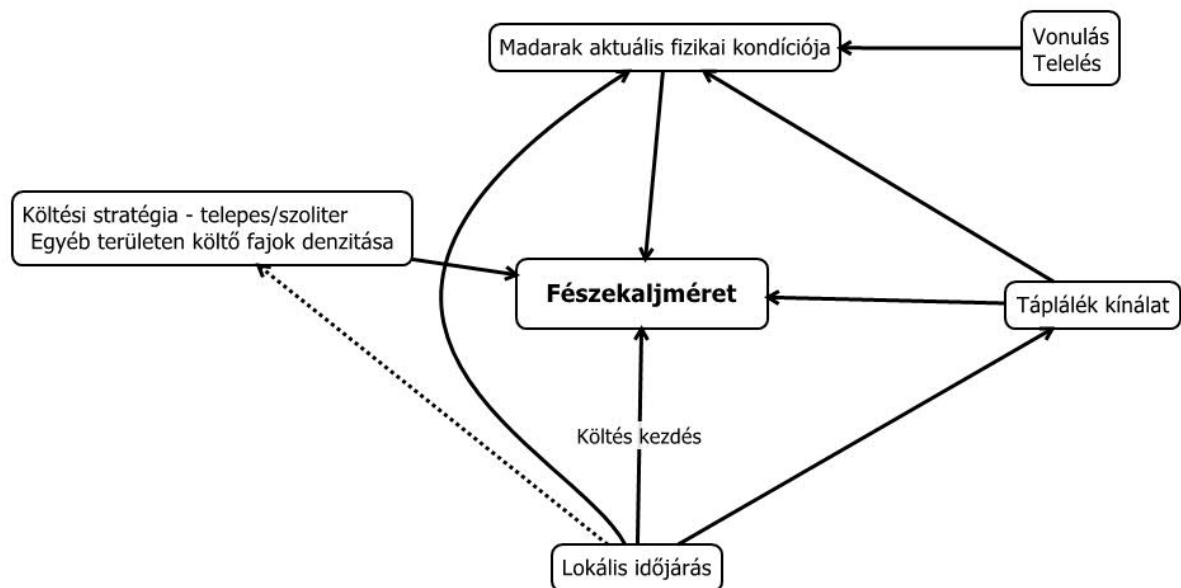 Madarak aktuális fizikai kondíciója
Vonulás
Telelés
Költési stratégia - telepes/szoliter
Egyéb területen költő fajok denzitása
Fészekaljméret
Táplálék kínálat
Költés kezdés
Lokális időjárás